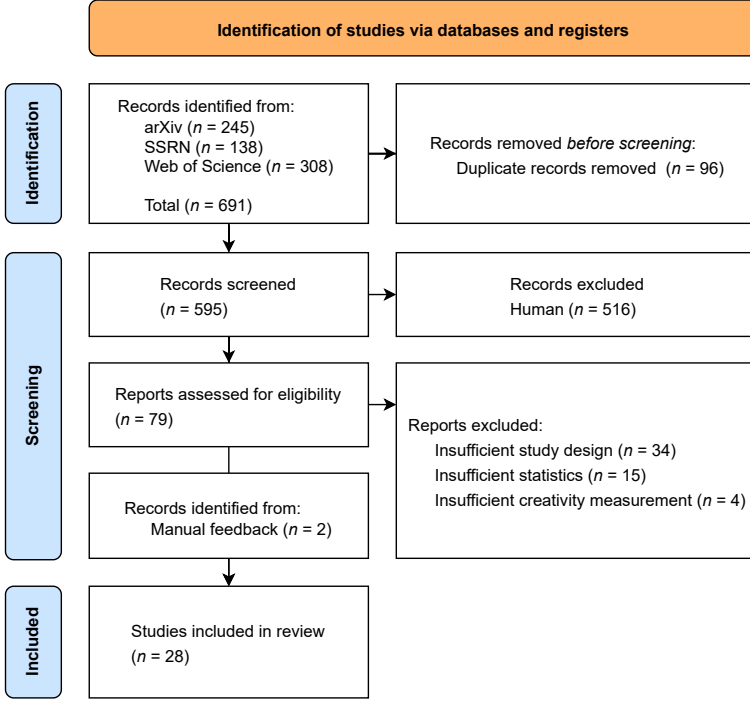 Identification of studies via databases and registers
Identification
Records identified from:
arXiv (n = 245)
SSRN (n = 138)
Web of Science (n = 308)
Total (n = 691)
Records removed before screening:
Duplicate records removed (n = 96)
Screening
Records screened
(n = 595)
Records excluded
Human (n = 516)
Reports assessed for eligibility
(n = 79)
Reports excluded:
Insufficient study design (n = 34)
Insufficient statistics (n = 15)
Insufficient creativity measurement (n = 4)
Records identified from:
Manual feedback (n = 2)
Included
Studies included in review
(n = 28)